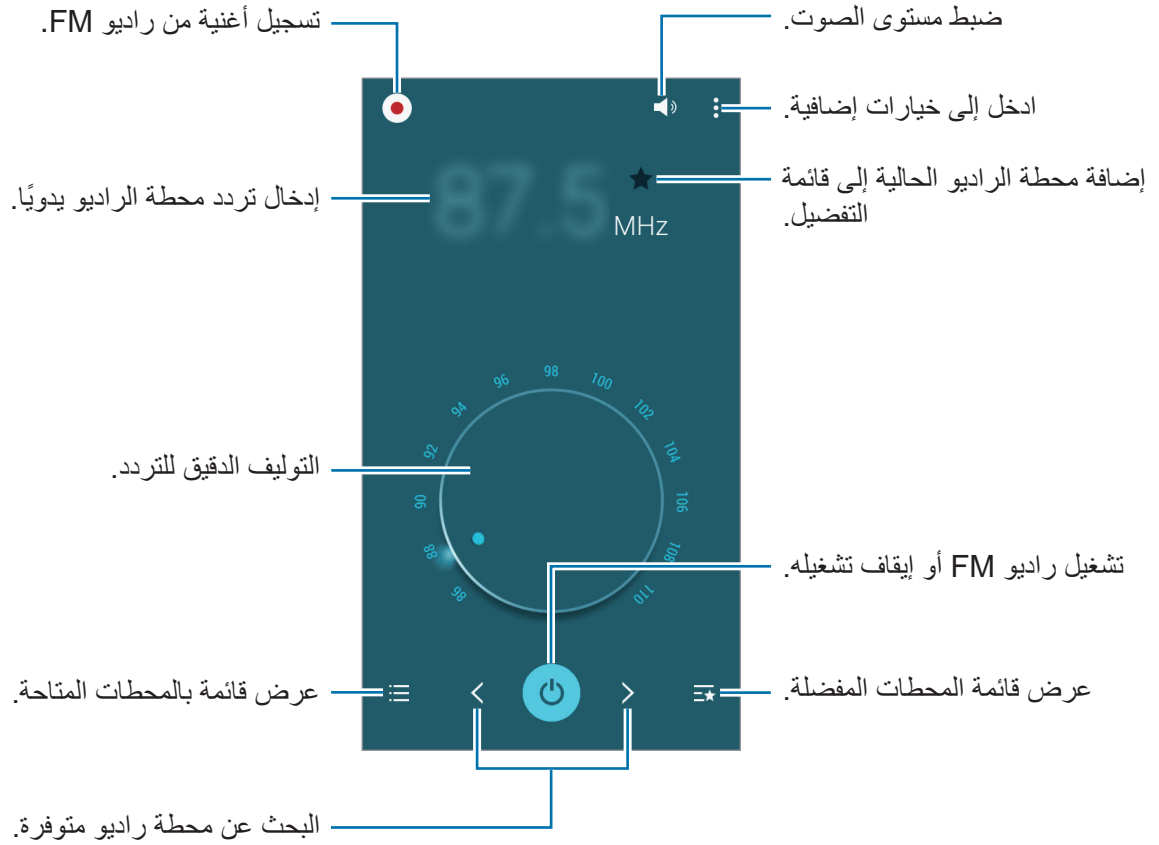 تسجيل أغنية من راديو FM.
ضبط مستوى الصوت.
ادخل إلى خيارات إضافية.
إضافة محطة الراديو الحالية إلى قائمة
التفضيل.
إدخال تردد محطة الراديو يدويًا.
87.5
MHz
98
96
100
94
102
92
104
90
106
88
108
86
110
التوليف الدقيق للتردد.
تشغيل راديو FM أو إيقاف تشغيله.
عرض قائمة بالمحطات المتاحة.
عرض قائمة المحطات المفضلة.
البحث عن محطة راديو متوفرة.